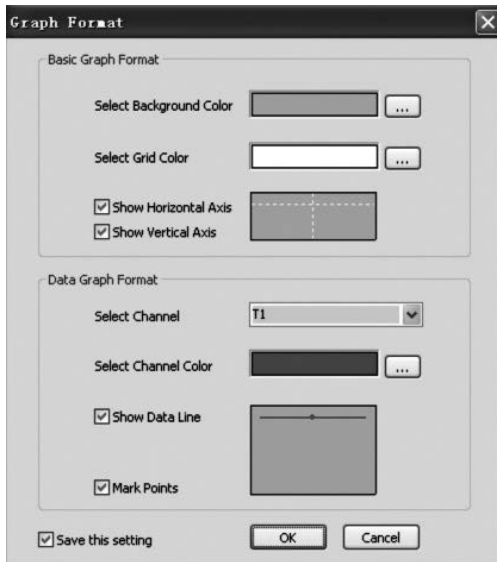 Graph Format
Basic Graph Format
Select Background Color ...
Select Grid Color ...
Show Horizontal Axis
Show Vertical Axis
Data Graph Format
Select Channel T1
Select Channel Color ...
Show Data Line
Mark Points
Save this setting OK Cancel